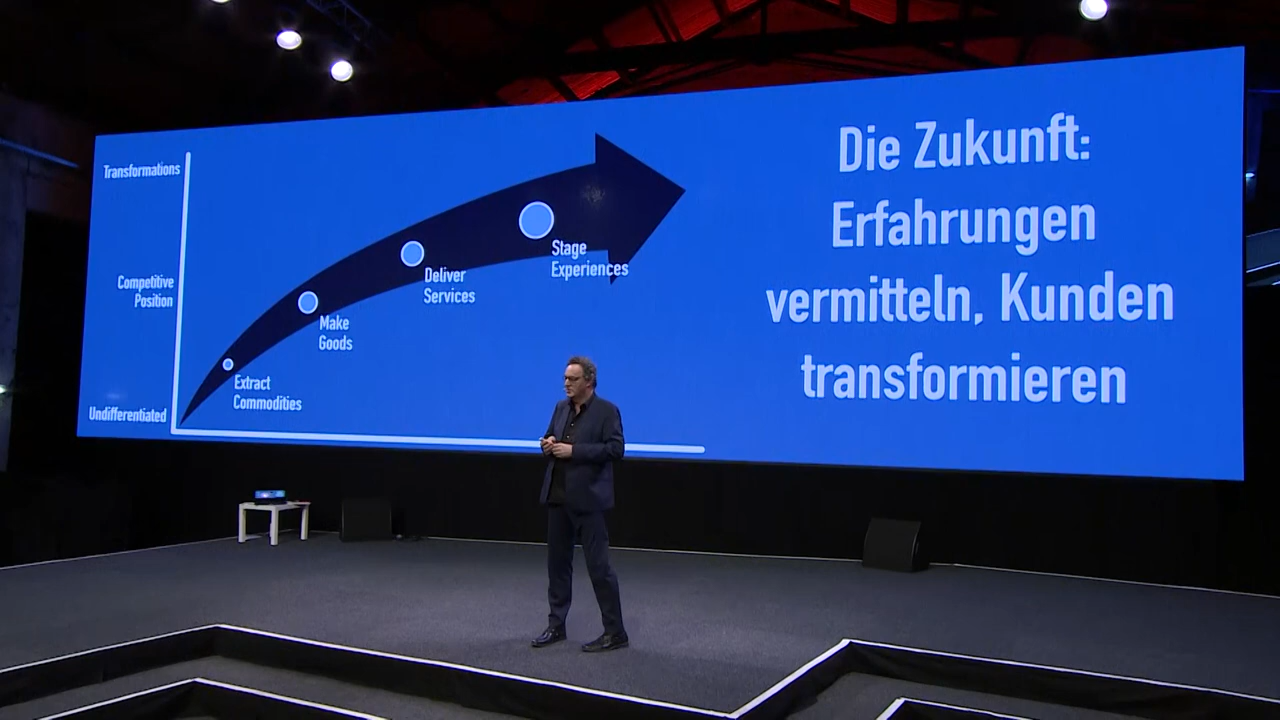 Transformations
Competitive
Position
Undifferentiated
Extract
Commodities
Make
Goods
Deliver
Services
Stage
Experiences
Die Zukunft:
Erfahrungen
vermitteln, Kunden
transformieren